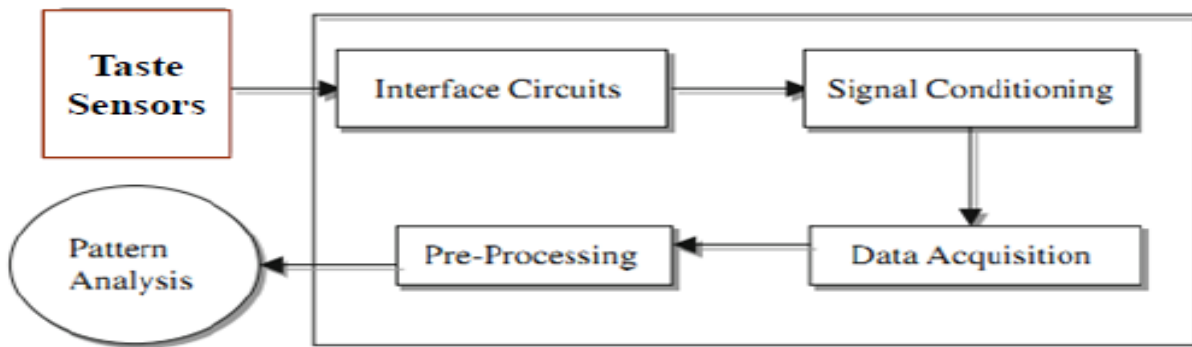 Taste
Sensors
Interface Circuits
Signal Conditioning
Pattern
Analysis
Pre-Processing
Data Acquisition